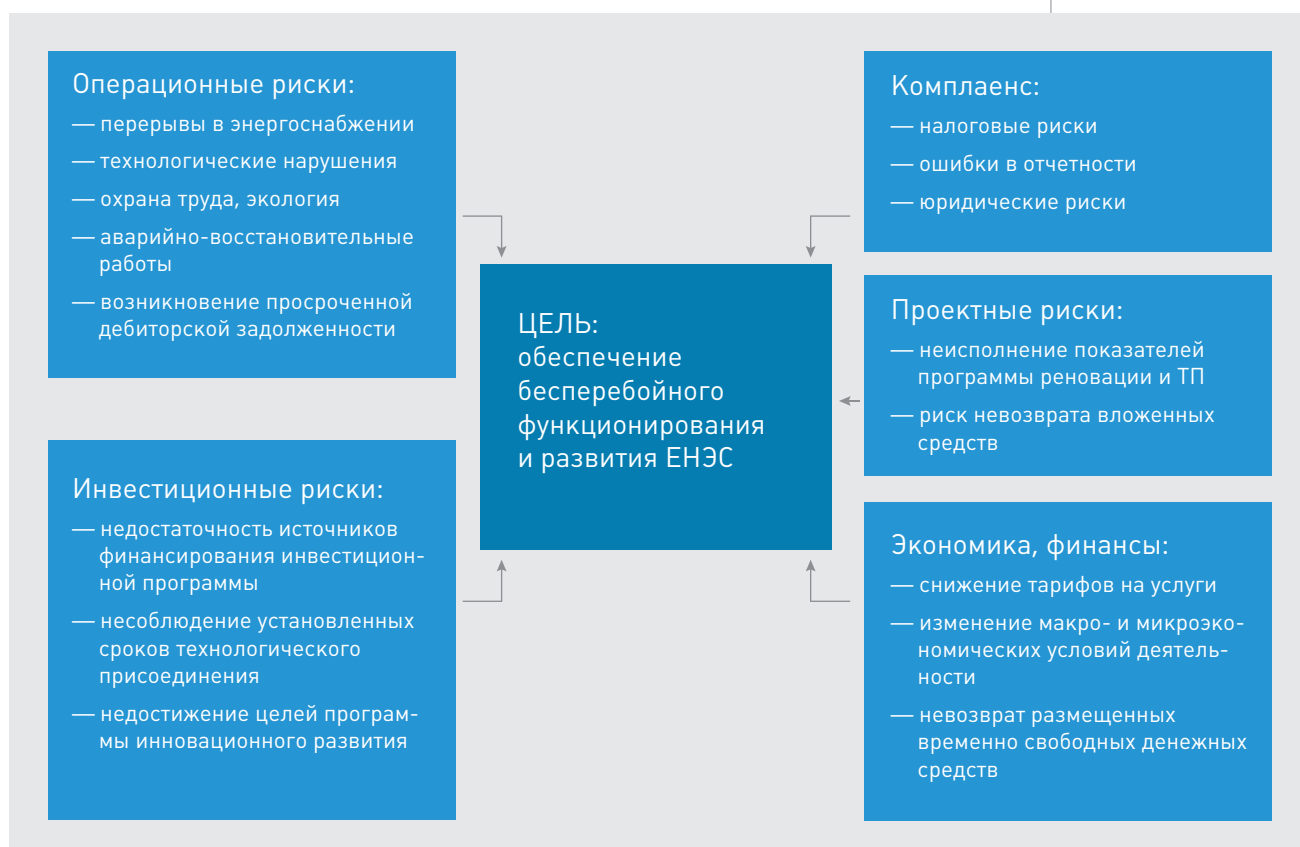 Операционные риски:
— перерывы в энергоснабжении
— технологические нарушения
— охрана труда, экология
— аварийно-восстановительные
работы
— возникновение просроченной
дебиторской задолженности
Инвестиционные риски:
— недостаточность источников
финансирования инвестицион-
ной программы
— несоблюдение установленных
сроков технологического
присоединения
— недостижение целей програм-
мы инновационного развития
ЦЕЛЬ:
обеспечение
бесперебойного
функционирования
и развития ЕНЭС
Комплаенс:
— налоговые риски
— ошибки в отчетности
— юридические риски
Проектные риски:
— неисполнение показателей
программы реновации и ТП
— риск невозврата вложенных
средств
Экономика, финансы:
— снижение тарифов на услуги
— изменение макро- и микроэко-
номических условий деятель-
ности
— невозврат размещенных
временно свободных денежных
средств